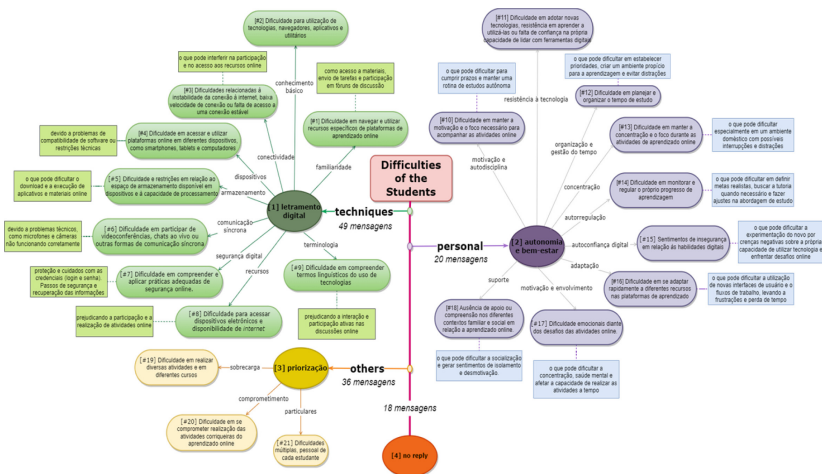 [#2] Dificuldade para utilização de
tecnologias, navegadores, aplicativos e
utilitários
o que pode interferir na participação
e no acesso aos recursos online
conhecimento
básico
como acesso a materiais,
envio de tarefas e participação
em fóruns de discussão
[#3] Dificuldades relacionadas à
instabilidade da conexão à internet, baixa
velocidade de conexão ou falta de acesso a
uma conexão estável
[#1] Dificuldade em navegar e utilizar
recursos específicos de plataformas de
aprendizado online
devido a problemas de
compatibilidade de software ou
restrições técnicas
[#4] Dificuldade em acessar e utilizar
plataformas online em diferentes dispositivos,
como smartphones, tablets e computadores
conectividade
familiaridade
dispositivos
o que pode dificultar o
download e a execução de
aplicativos e materiais online
[#5] Dificuldade e restrições em relação ao
espaço de armazenamento disponível em
dispositivos e à capacidade de processamento
armazenamento
[1] letramento
digital
devido a problemas técnicos,
como microfones e câmeras
não funcionando corretamente
[#6] Dificuldade em participar de
videoconferências, chats ao vivo ou
outras formas de comunicação síncrona
comunicação
síncrona
terminologia
segurança digital
recursos
proteção e cuidados com as
credenciais (login e senha).
Passos de segurança e
recuperação das informações
[#7] Dificuldade em compreender e
aplicar práticas adequadas de
segurança online.
[#9] Dificuldade em compreender
termos linguísticos do uso de
tecnologias
prejudicando a participação e a
realização de atividades online
[#8] Dificuldade para acessar
dispositivos eletrônicos e
disponibilidade de internet
prejudicando a interação e
participação ativas nas
discussões online
Difficulties
of the
Students
techniques
49 mensagens
personal
20 mensagens
others
36 mensagens
18 mensagens
[4] no reply
[3] priorização
sobrecarga
[#19] Dificuldade em realizar
diversas atividades e em
diferentes cursos
comprometimento
[#20] Dificuldade em se
comprometer realização das
atividades corriqueiras do
aprendizado online
particulares
[#21] Dificuldades
múltiplas, pessoal de
cada estudante
[#11] Dificuldade em adotar novas
tecnologias, resistência em aprender a
utilizá-las ou falta de confiança na própria
capacidade de lidar com ferramentas digitais
o que pode dificultar para
cumprir prazos e manter uma
rotina de estudos autônoma
o que pode dificultar em estabelecer
prioridades, criar um ambiente propício
para a aprendizagem e evitar distrações
resistência à tecnologia
[#12] Dificuldade em planejar e
organizar o tempo de estudo
[#10] Dificuldade em manter a
motivação e o foco necessário para
acompanhar as atividades online
[#13] Dificuldade em manter a
concentração e o foco durante as
atividades de aprendizado online
o que pode dificultar
especialmente em um ambiente
doméstico com possíveis
interrupções e distrações
organização e
gestão do tempo
motivação e
autodisciplina
concentração
[#14] Dificuldade em monitorar e
regular o próprio progresso de
aprendizagem
o que pode dificultar em definir
metas realistas, buscar a tutoria
quando necessário e fazer
ajustes na abordagem de estudo
autorregulação
[2] autonomia
e bem-estar
autoconfiança digital
[#15] Sentimentos de insegurança
em relação às habilidades digitais
o que pode dificultar a
experimentação do novo por
crenças negativas sobre a própria
capacidade de utilizar tecnologia e
enfrentar desafios online
adaptação
suporte
motivação e envolvimento
[#16] Dificuldade em se adaptar
rapidamente a diferentes recursos
nas plataformas de aprendizado
o que pode dificultar a utilização
de novas interfaces de usuário e o
fluxos de trabalho, levando a
frustrações e perda de tempo
[#18] Ausência de apoio ou
compreensão nos diferentes
contextos familiar e social em
relação a aprendizado online.
[#17] Dificuldade emocionais diante
dos desafios das atividades online.
o que pode dificultar a socialização
e gerar sentimentos de isolamento
e desmotivação.
o que pode dificultar a
concentração, saúde mental e
afetar a capacidade de realizar as
atividades a tempo